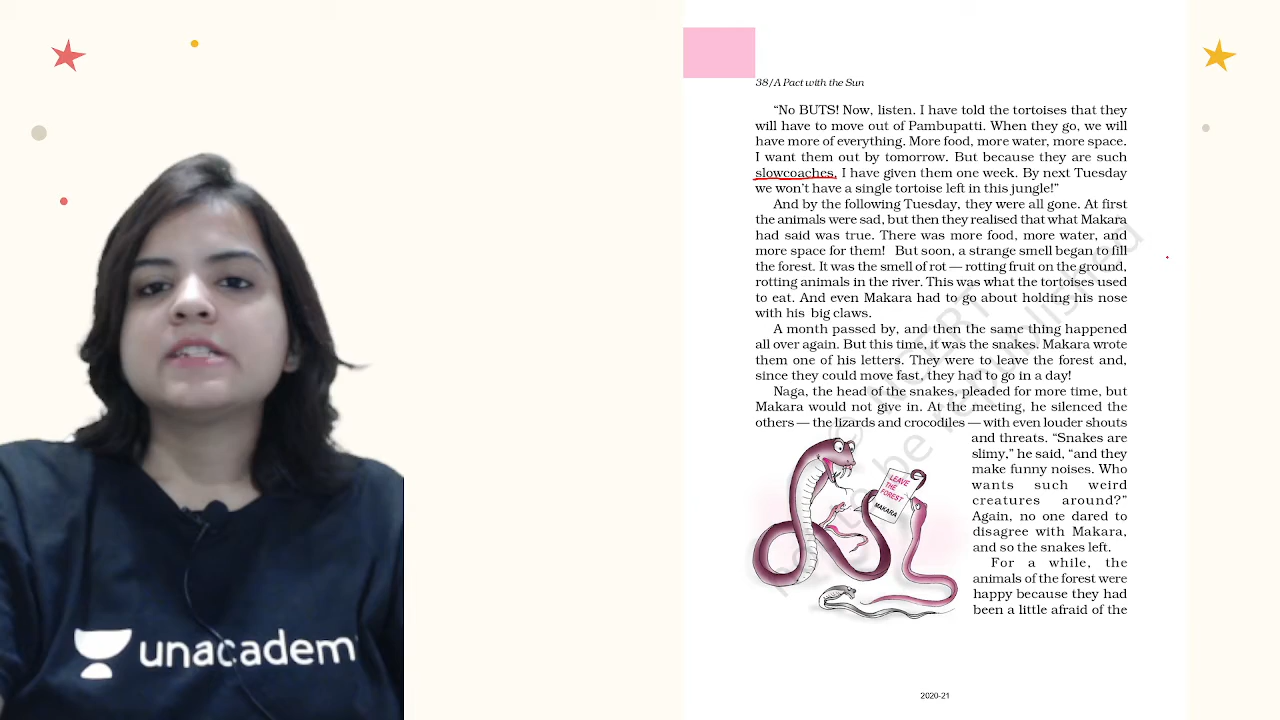 38/A Pact with the Sun
“No BUTS! Now, listen. I have told the tortoises that they
will have to move out of Pambupatti. When they go, we will
have more of everything. More food, more water, more space.
I want them out by tomorrow. But because they are such
slowcoaches, I have given them one week. By next Tuesday
we won’t have a single tortoise left in this jungle!”
And by the following Tuesday, they were all gone. At first
the animals were sad, but then they realised that what Makara
had said was true. There was more food, more water, and
more space for them! But soon, a strange smell began to fill
the forest. It was the smell of rot — rotting fruit on the ground,
rotting animals in the river. This was what the tortoises used
to eat. And even Makara had to go about holding his nose
with his big claws.
A month passed by, and then the same thing happened
all over again. But this time, it was the snakes. Makara wrote
them one of his letters. They were to leave the forest and,
since they could move fast, they had to go in a day!
Naga, the head of the snakes, pleaded for more time, but
Makara would not give in. At the meeting, he silenced the
others — the lizards and crocodiles — with even louder shouts
and threats. “Snakes are
slimy,” he said, “and they
make funny noises. Who
wants such weird
creatures around?”
Again, no one dared to
disagree with Makara,
and so the snakes left.
For a while, the
animals of the forest were
happy because they had
been a little afraid of the
LEAVE
THE
FOREST
MAKARA
© NCERT
not to be republished
2020-21
unacadem